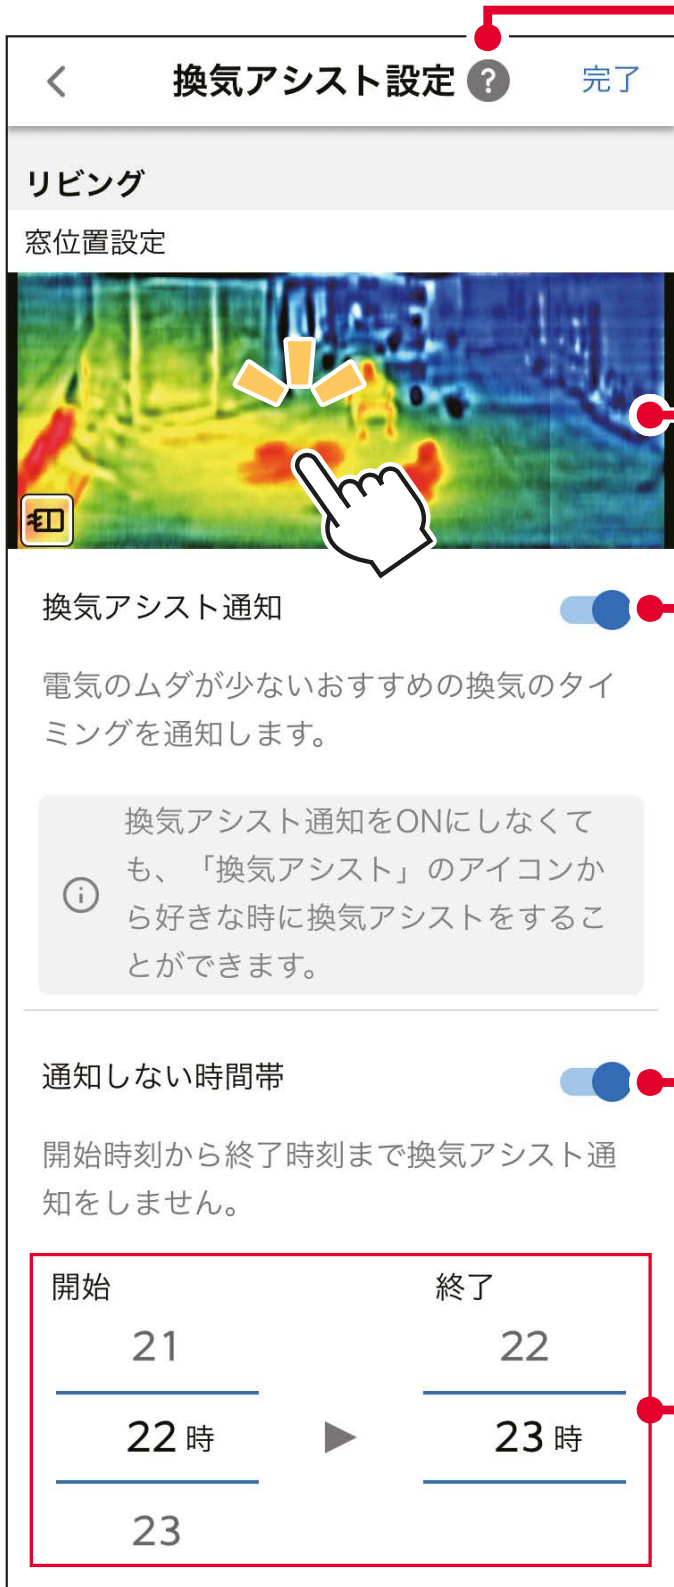 換気アシスト設定 ? 完了
リビング
窓位置設定
換気アシスト通知
電気のムダが少ないおすすめの換気のタイ
ミングを通知します。
換気アシスト通知をONにしなくて
も、「換気アシスト」のアイコンか
ら好きな時に換気アシストをするこ
とができます。
通知しない時間帯
開始時刻から終了時刻まで換気アシスト通
知をしません。
開始 終了
21 22
22時 ▶ 23時
23